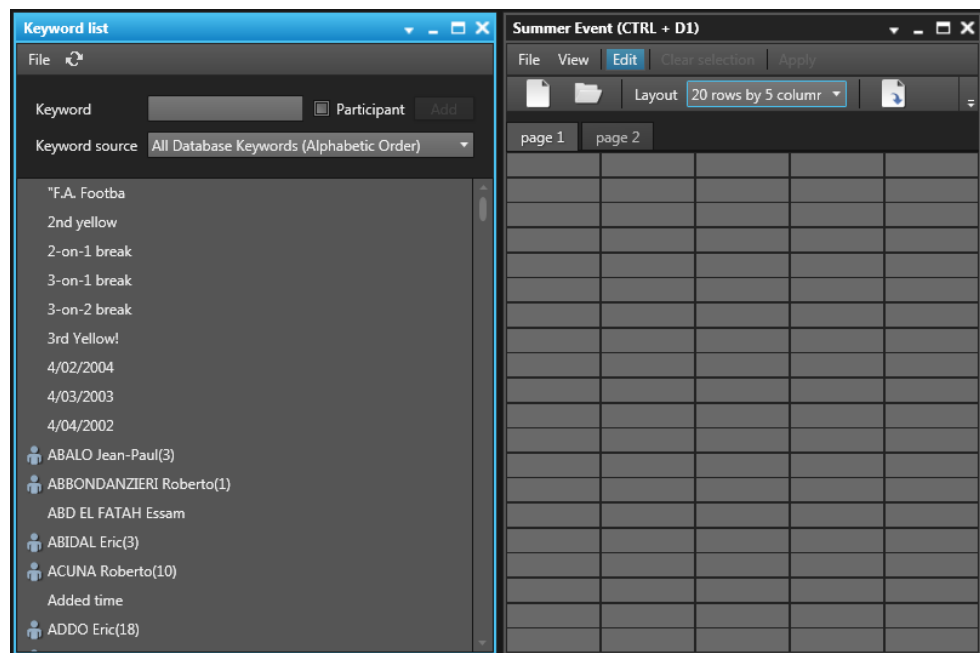 Keyword list
File
Keyword
Participant
Add
Keyword source
All Database Keywords (Alphabetic Order)
"F.A. Footba
2nd yellow
2-on-1 break
3-on-1 break
3-on-2 break
3rd Yellow!
4/02/2004
4/03/2003
4/04/2002
ABALO Jean-Paul(3)
ABBONDANZIERI Roberto(1)
ABD EL FATAH Essam
ABIDAL Eric(3)
ACUNA Roberto(10)
Added time
ADDO Eric(18)
Summer Event (CTRL + D1)
File View Edit Clear selection Apply
Layout 20 rows by 5 columr
page 1 page 2